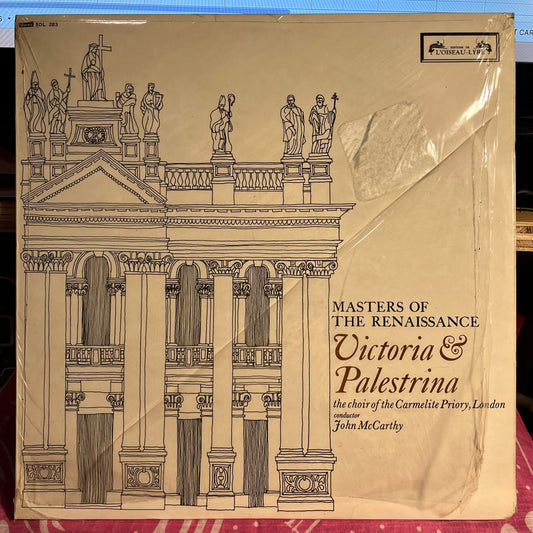 SOL 283
L'OISEAU-LYRE
MASTERS OF
THE RENAISSANCE
Victoria &
Palestrina
the choir of the Carmelite Priory, London
conductor
John McCarthy